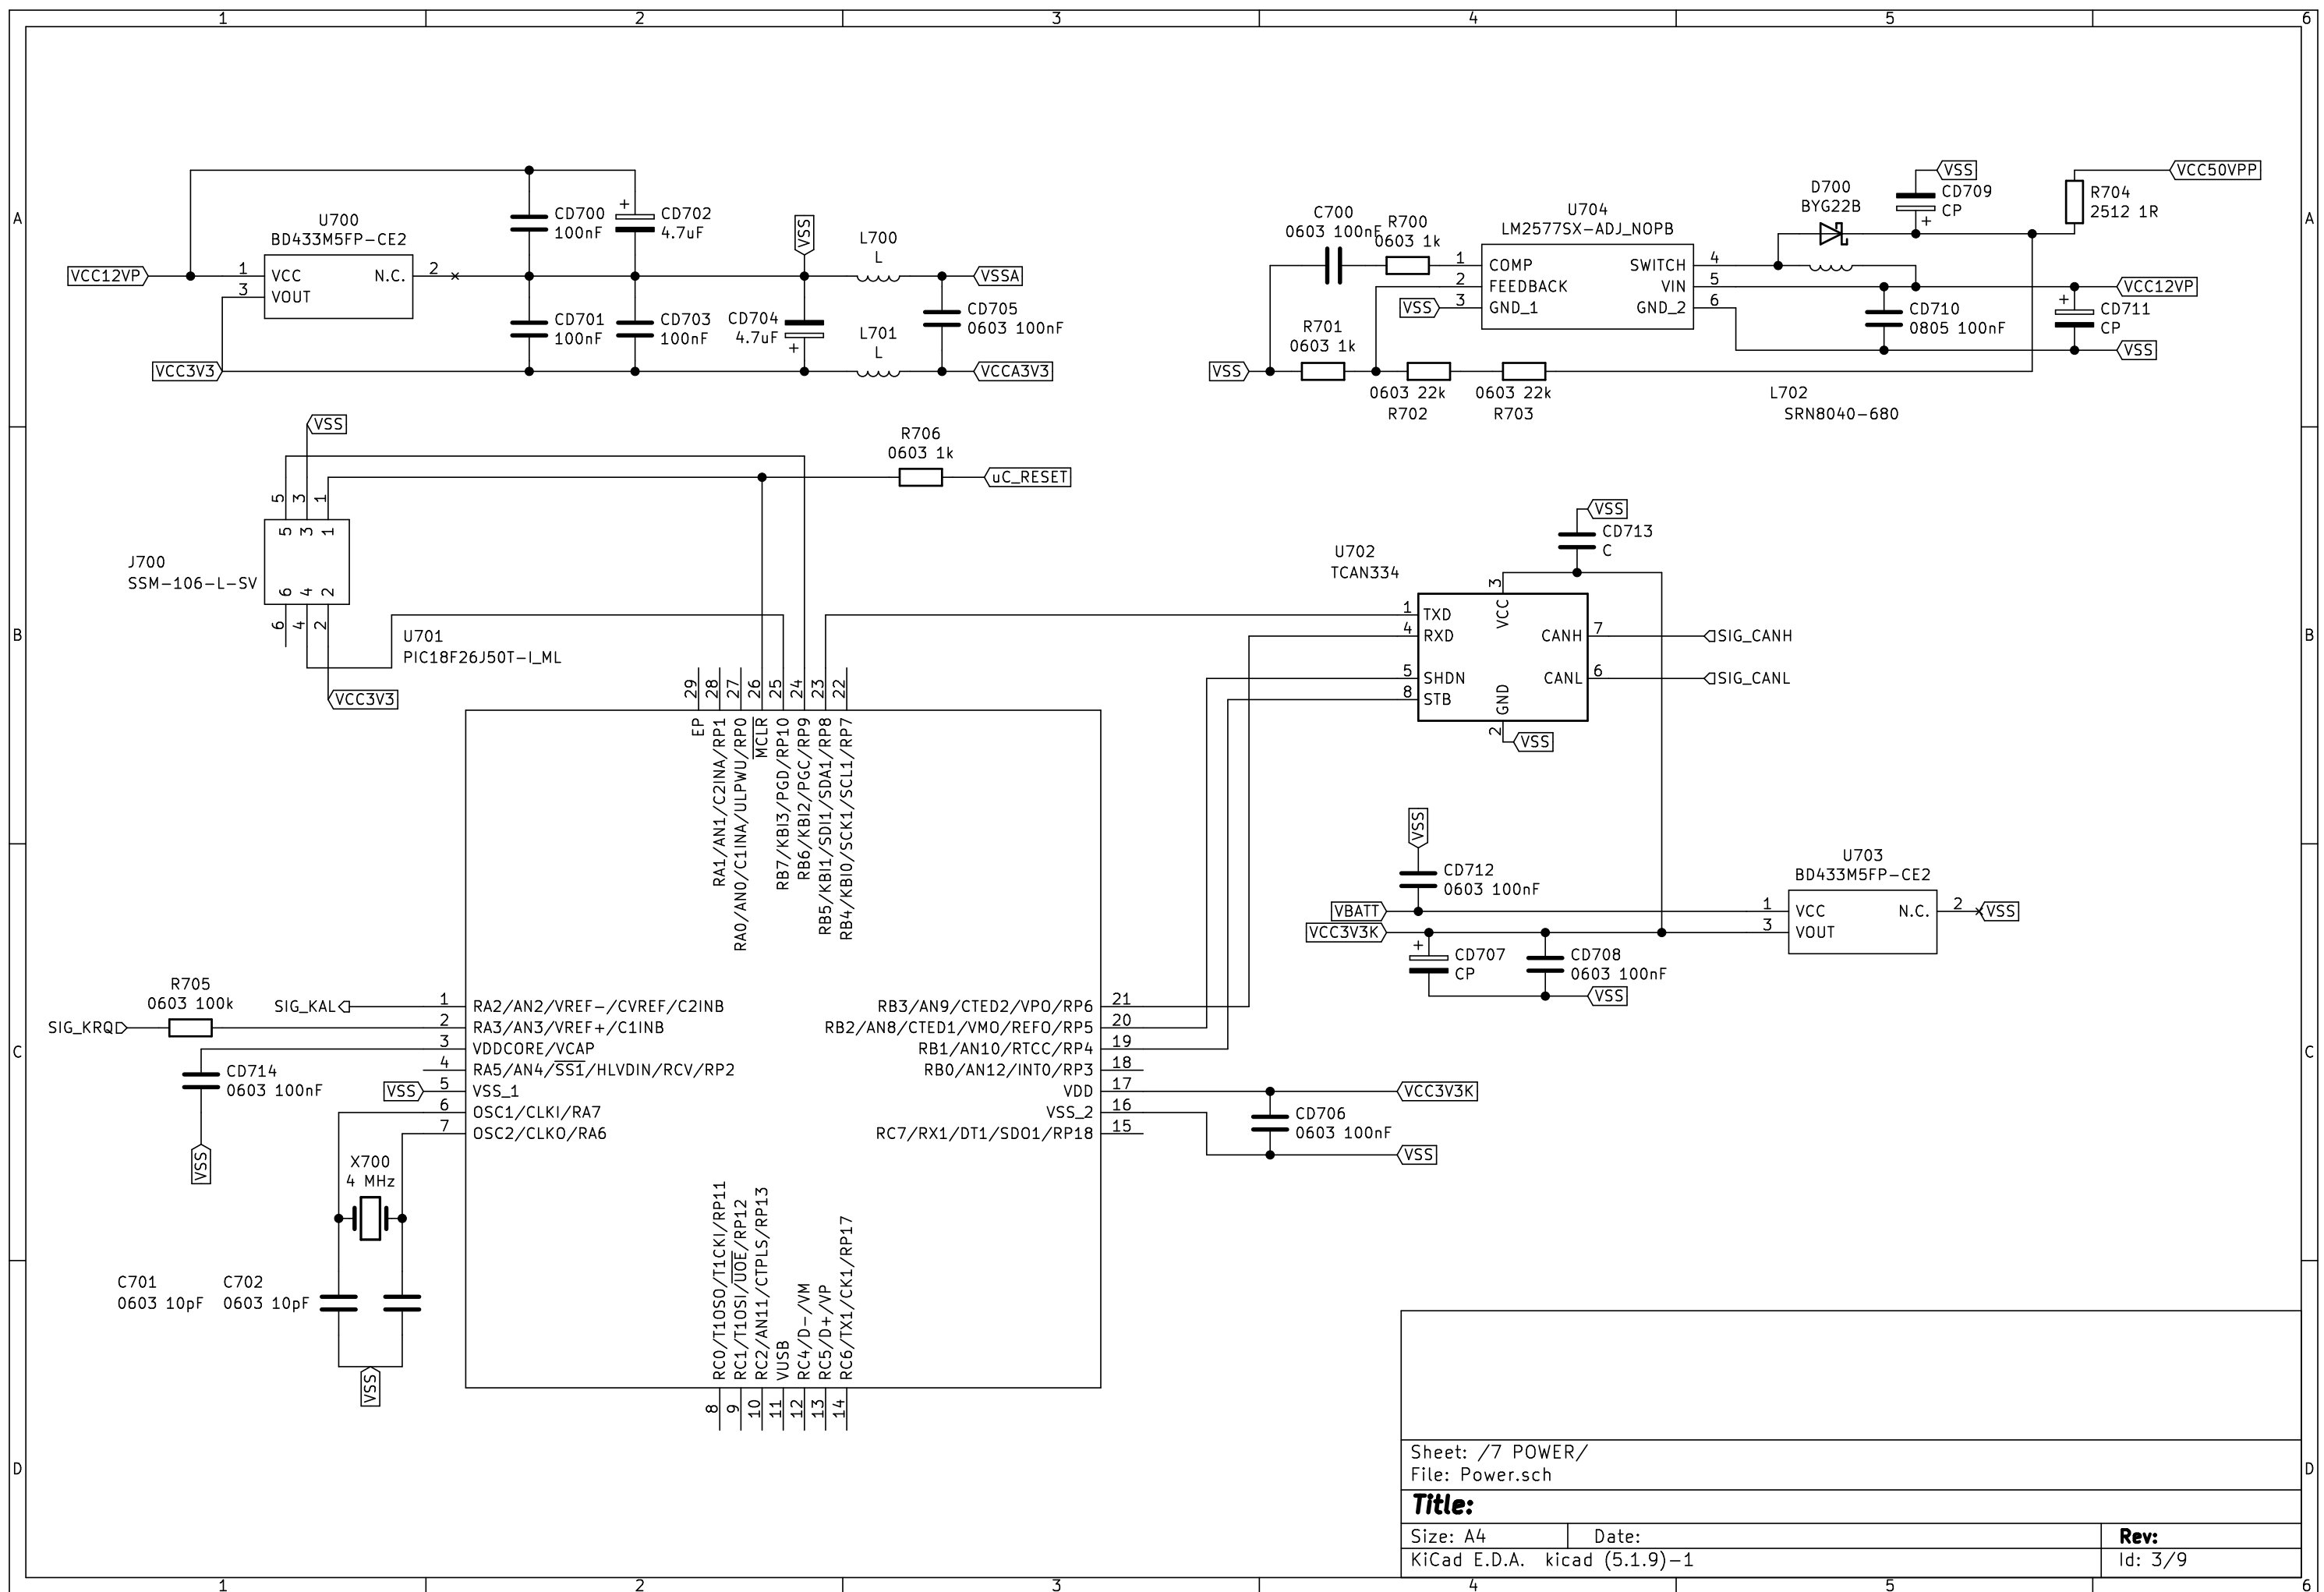 1 2 3 4 5 6
A
B
C
D
A
B
C
D
1 2 3 4 5 6
U700
BD433M5FP-CE2
VCC12VP
1 VCC
3 VOUT
N.C. 2
VCC3V3
CD700
100nF
CD702
4.7uF
+
CD701
100nF
CD703
100nF
CD704
4.7uF
+
VSS
L700
L
L701
L
VSSA
CD705
0603 100nF
VCCA3V3
C700
0603 100nF
R700
0603 1k
U704
LM2577SX-ADJ_NOPB
1 COMP
2 FEEDBACK
3 GND_1
SWITCH 4
VIN 5
GND_2 6
VSS
R701
0603 1k
VSS
0603 22k
R702
0603 22k
R703
D700
BYG22B
VSS
CD709
CP
+
R704
2512 1R
VCC50VPP
VCC12VP
CD710
0805 100nF
+
CD711
CP
VSS
L702
SRN8040-680
VSS
R706
0603 1k
uC_RESET
5 3 1
5 3 1
J700
SSM-106-L-SV
6 4 2
6 4 2
VCC3V3
U701
PIC18F26J50T-I_ML
29 EP
28 RA1/AN1/C2INA/RP1
27 RA0/AN0/C1INA/ULPWU/RP0
26 MCLR
25 RB7/KBI3/PGD/RP10
24 RB6/KBI2/PGC/RP9
23 RB5/KBI1/SDI1/SDA1/RP8
22 RB4/KBI0/SCK1/SCL1/RP7
U702
TCAN334
VSS
CD713
C
3 VCC
1 TXD
4 RXD
5 SHDN
8 STB
CANH 7
CANL 6
GND 2
SIG_CANH
SIG_CANL
VSS
VSS
CD712
0603 100nF
VBATT
VCC3V3K
+
CD707
CP
CD708
0603 100nF
VSS
U703
BD433M5FP-CE2
1 VCC
3 VOUT
N.C. 2
VSS
R705
0603 100k
SIG_KAL
SIG_KRQ
CD714
0603 100nF
VSS
VSS
1 RA2/AN2/VREF-/CVREF/C2INB
2 RA3/AN3/VREF+/C1INB
3 VDDCORE/VCAP
4 RA5/AN4/SS1/HLVDIN/RCV/RP2
5 VSS_1
6 OSC1/CLKI/RA7
7 OSC2/CLKO/RA6
RB3/AN9/CTED2/VPO/RP6 21
RB2/AN8/CTED1/VMO/REFO/RP5 20
RB1/AN10/RTCC/RP4 19
RB0/AN12/INT0/RP3 18
VDD 17
VSS_2 16
RC7/RX1/DT1/SDO1/RP18 15
VCC3V3K
CD706
0603 100nF
VSS
X700
4 MHz
C701
0603 10pF
C702
0603 10pF
VSS
8 RC0/T1OSO/T1CKI/RP11
9 RC1/T1OSI/UOE/RP12
10 RC2/AN11/CTPLS/RP13
11 VUSB
12 RC4/D-/VM
13 RC5/D+/VP
14 RC6/TX1/CK1/RP17
Sheet: /7 POWER/
File: Power.sch
Title:
Size: A4 Date: Rev:
KiCad E.D.A. kicad (5.1.9)-1 Id: 3/9